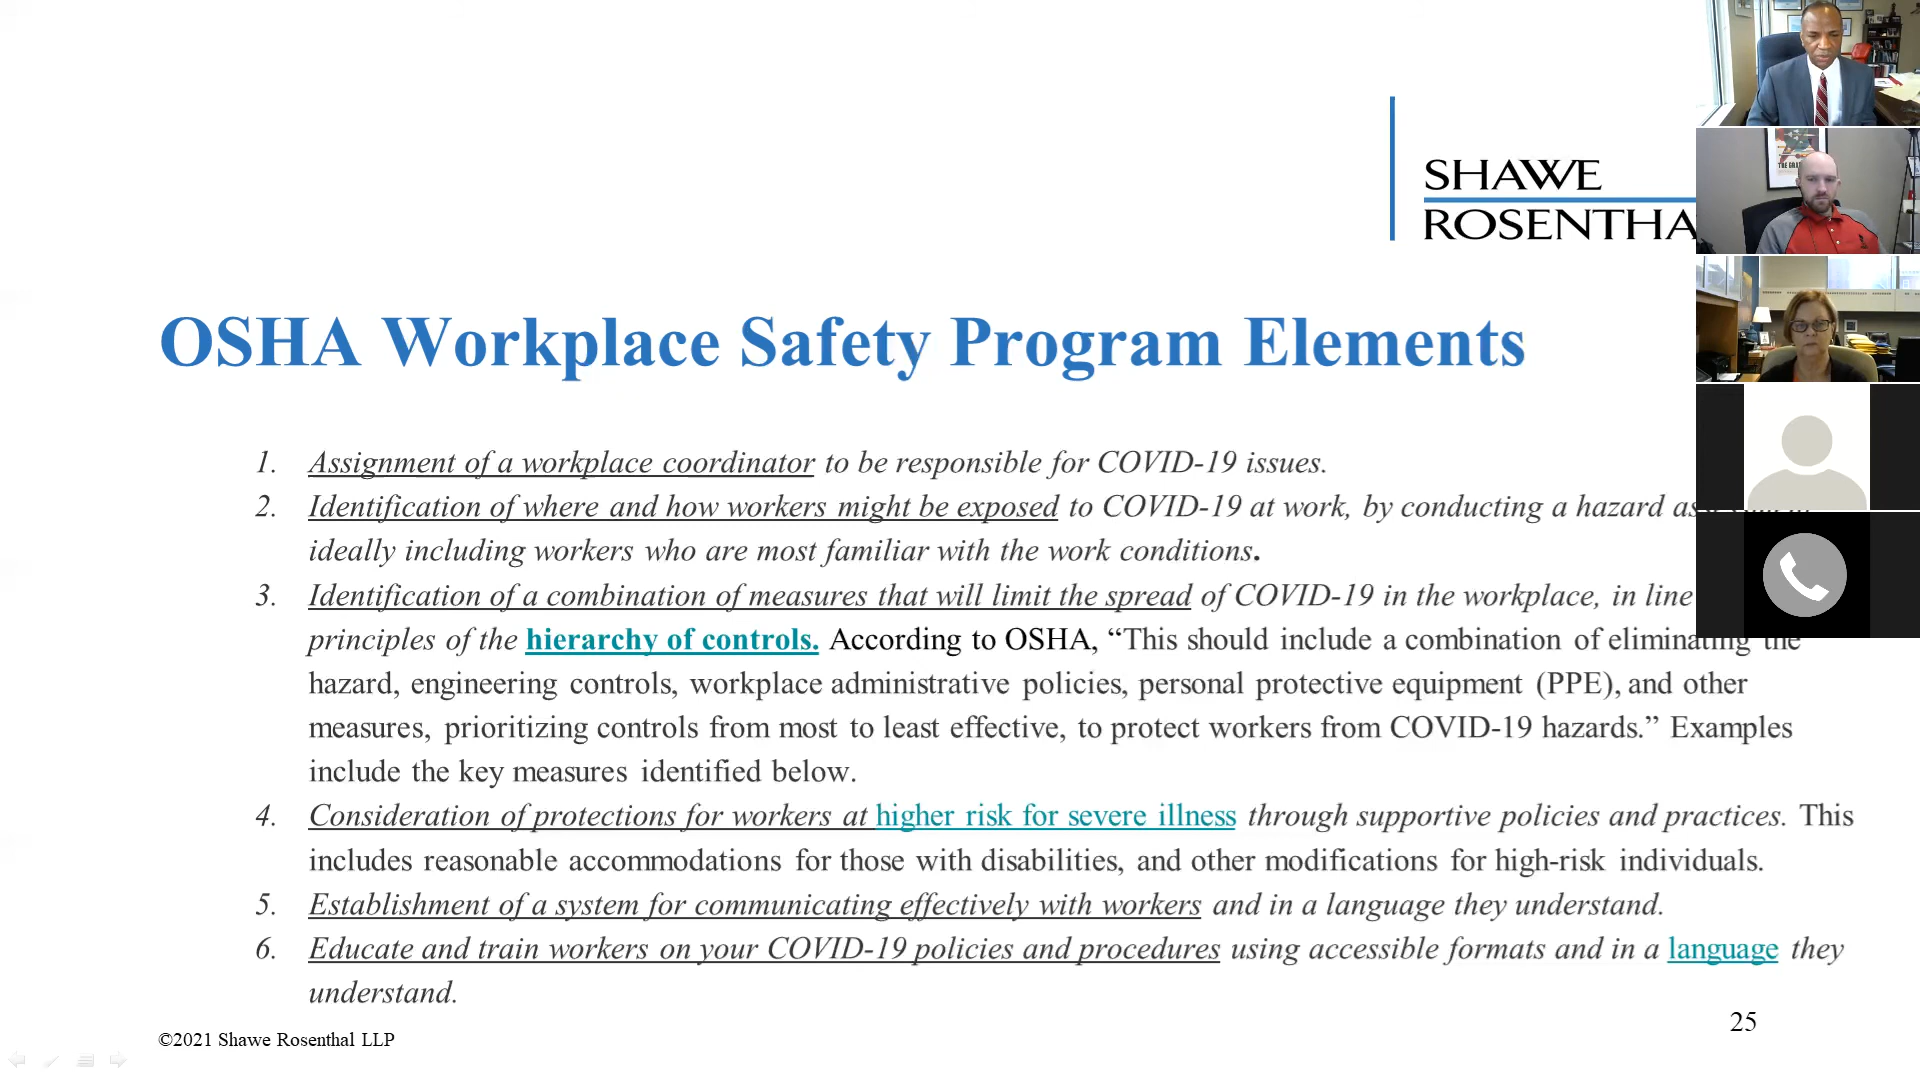 SHAWE
ROSENTHA
OSHA Workplace Safety Program Elements
1. Assignment of a workplace coordinator to be responsible for COVID-19 issues.
2. Identification of where and how workers might be exposed to COVID-19 at work, by conducting a hazard
ideally including workers who are most familiar with the work conditions.
3. Identification of a combination of measures that will limit the spread of COVID-19 in the workplace, in line
principles of the hierarchy of controls. According to OSHA, “This should include a combination of eliminating the
hazard, engineering controls, workplace administrative policies, personal protective equipment (PPE), and other
measures, prioritizing controls from most to least effective, to protect workers from COVID-19 hazards.” Examples
include the key measures identified below.
4. Consideration of protections for workers at higher risk for severe illness through supportive policies and practices. This
includes reasonable accommodations for those with disabilities, and other modifications for high-risk individuals.
5. Establishment of a system for communicating effectively with workers and in a language they understand.
6. Educate and train workers on your COVID-19 policies and procedures using accessible formats and in a language they
understand.
©2021 Shawe Rosenthal LLP
25